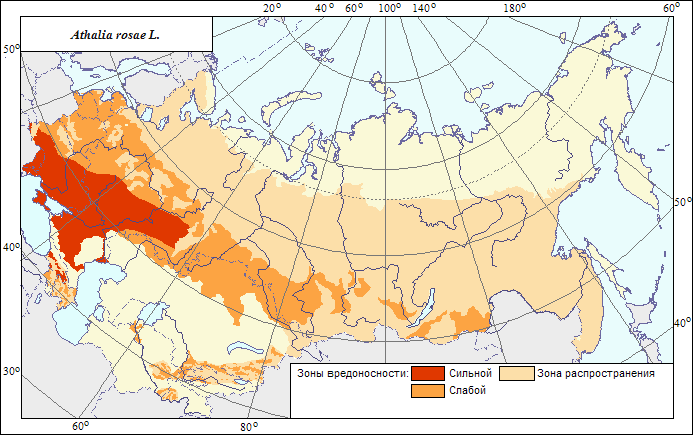 20° 40° 60° 100° 140° 180° 60°
Athalia rosae L.
50°
50°
40°
40°
30°
Зоны вредоносности: Сильной Зона распространения
Слабой
60° 80°